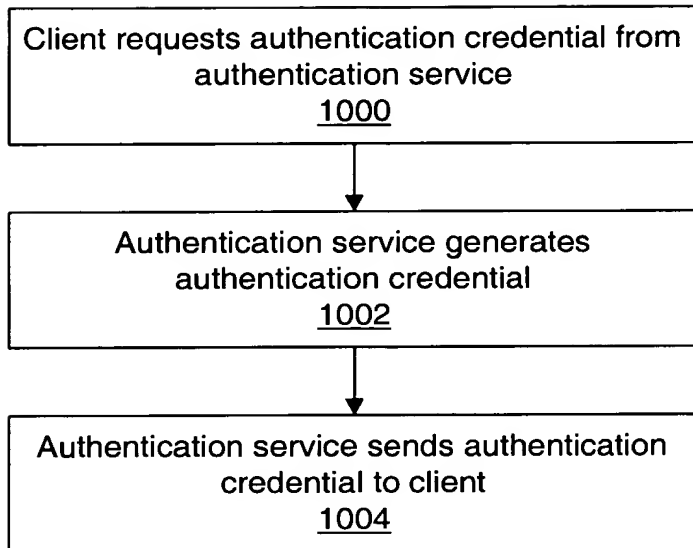 Client requests authentication credential from
authentication service
1000
Authentication service generates
authentication credential
1002
Authentication service sends authentication
credential to client
1004